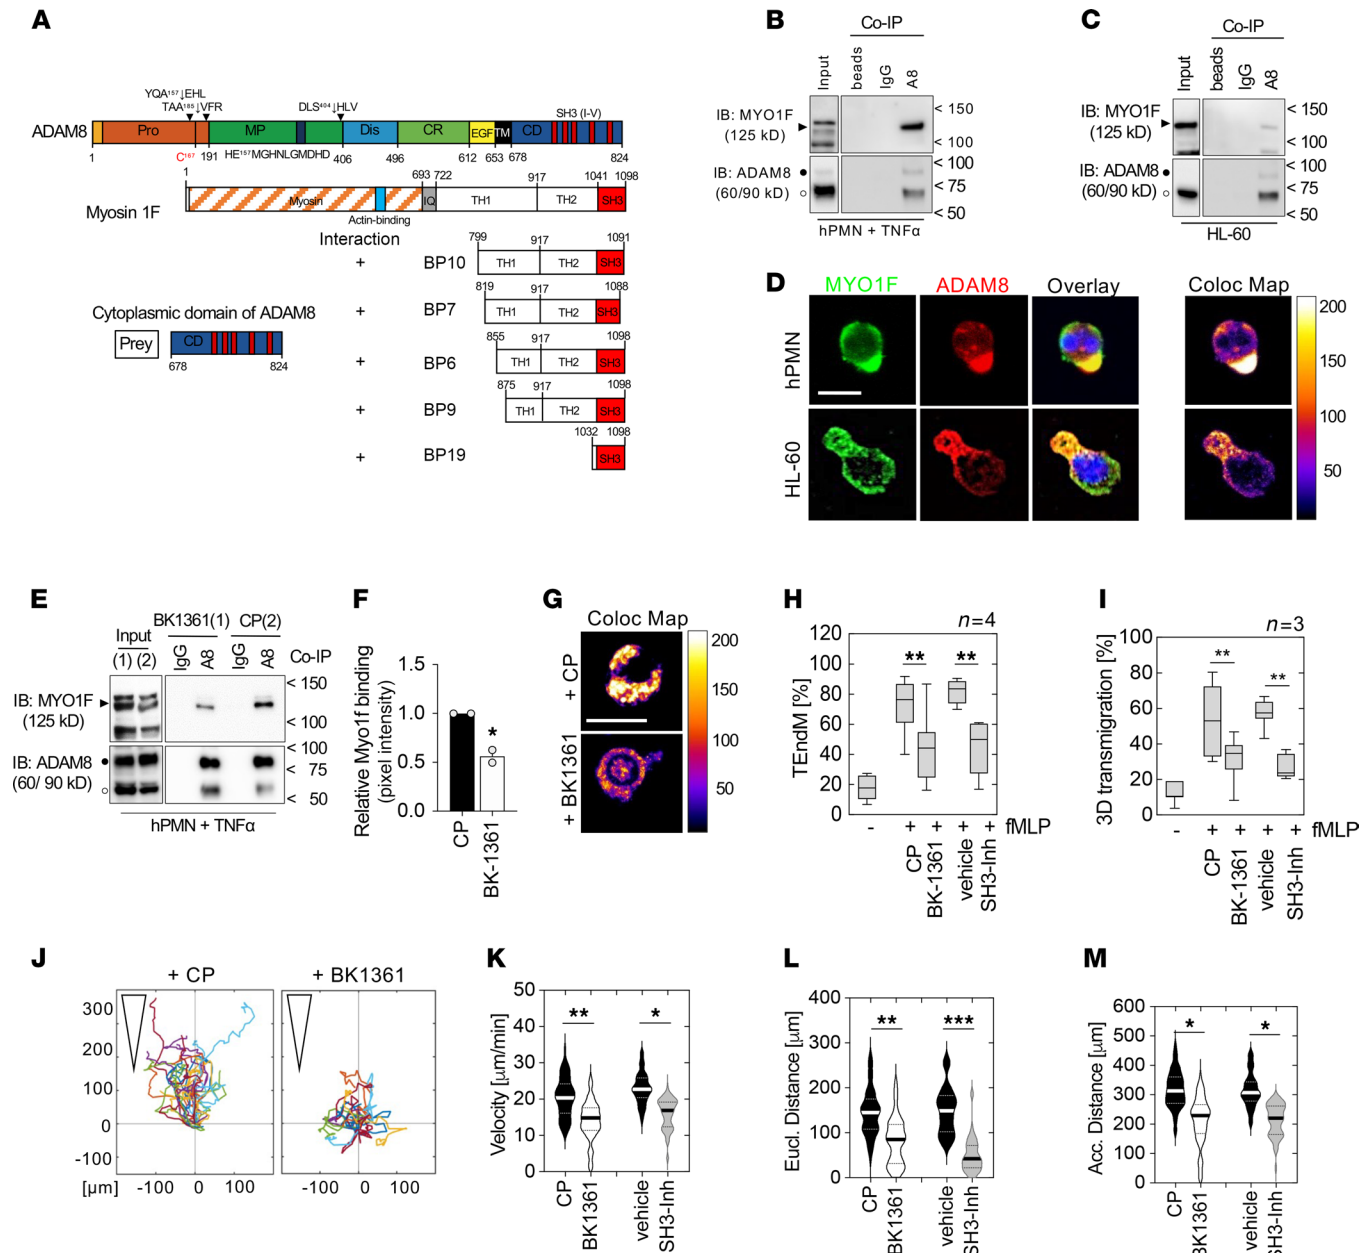 A
YQA157↓EHL
TAA185↓VFR
DLS404↓HLV
SH3 (I-V)
ADAM8
Pro
MP
Dis
CR
EGF
TM
CD
1
C167
191
HE157MGHNLGMDHD
406
496
612
653
678
824
1
693
722
917
1041
1098
Myosin 1F
Myosin
IQ
TH1
TH2
SH3
Actin-binding
Interaction
799
917
1091
+
BP10
TH1
TH2
SH3
819
917
1088
+
BP7
TH1
TH2
SH3
Cytoplasmic domain of ADAM8
Prey
CD
678
824
855
917
1098
+
BP6
TH1
TH2
SH3
875
917
1098
+
BP9
TH1
TH2
SH3
1032
1098
+
BP19
SH3
B
Co-IP
Input
beads
IgG
A8
IB: MYO1F
(125 kD)
< 150
< 100
IB: ADAM8
(60/90 kD)
< 100
< 75
< 50
hPMN + TNFα
C
Co-IP
Input
beads
IgG
A8
IB: MYO1F
(125 kD)
< 150
< 100
IB: ADAM8
(60/90 kD)
< 100
< 75
< 50
HL-60
D
MYO1F
ADAM8
Overlay
Coloc Map
hPMN
HL-60
200
150
100
50
E
BK1361(1)
CP(2)
Input
(1) (2)
IgG
A8
IgG
A8
Co-IP
IB: MYO1F
(125 kD)
< 150
< 100
IB: ADAM8
(60/ 90 kD)
< 100
< 75
< 50
hPMN + TNFα
F
Relative Myo1f binding
(pixel intensity)
1.5
1.0
0.5
0.0
*
CP
BK-1361
G
Coloc Map
+ CP
+ BK1361
200
150
100
50
H
n=4
TEndM [%]
120
100
80
60
40
20
0
**
**
- + + + + fMLP
CP
BK-1361
vehicle
SH3-Inh
I
n=3
3D transmigration [%]
100
80
60
40
20
0
**
**
- + + + + fMLP
CP
BK-1361
vehicle
SH3-Inh
J
+ CP
+ BK1361
300
200
100
0
-100
[µm]
-100 0 100
-100 0 100
K
Velocity [µm/min]
50
40
30
20
10
0
**
*
CP
BK1361
vehicle
SH3-Inh
L
Eucl. Distance [µm]
400
300
200
100
0
**
***
CP
BK1361
vehicle
SH3-Inh
M
Acc. Distance [µm]
600
500
400
300
200
100
0
*
*
CP
BK1361
vehicle
SH3-Inh